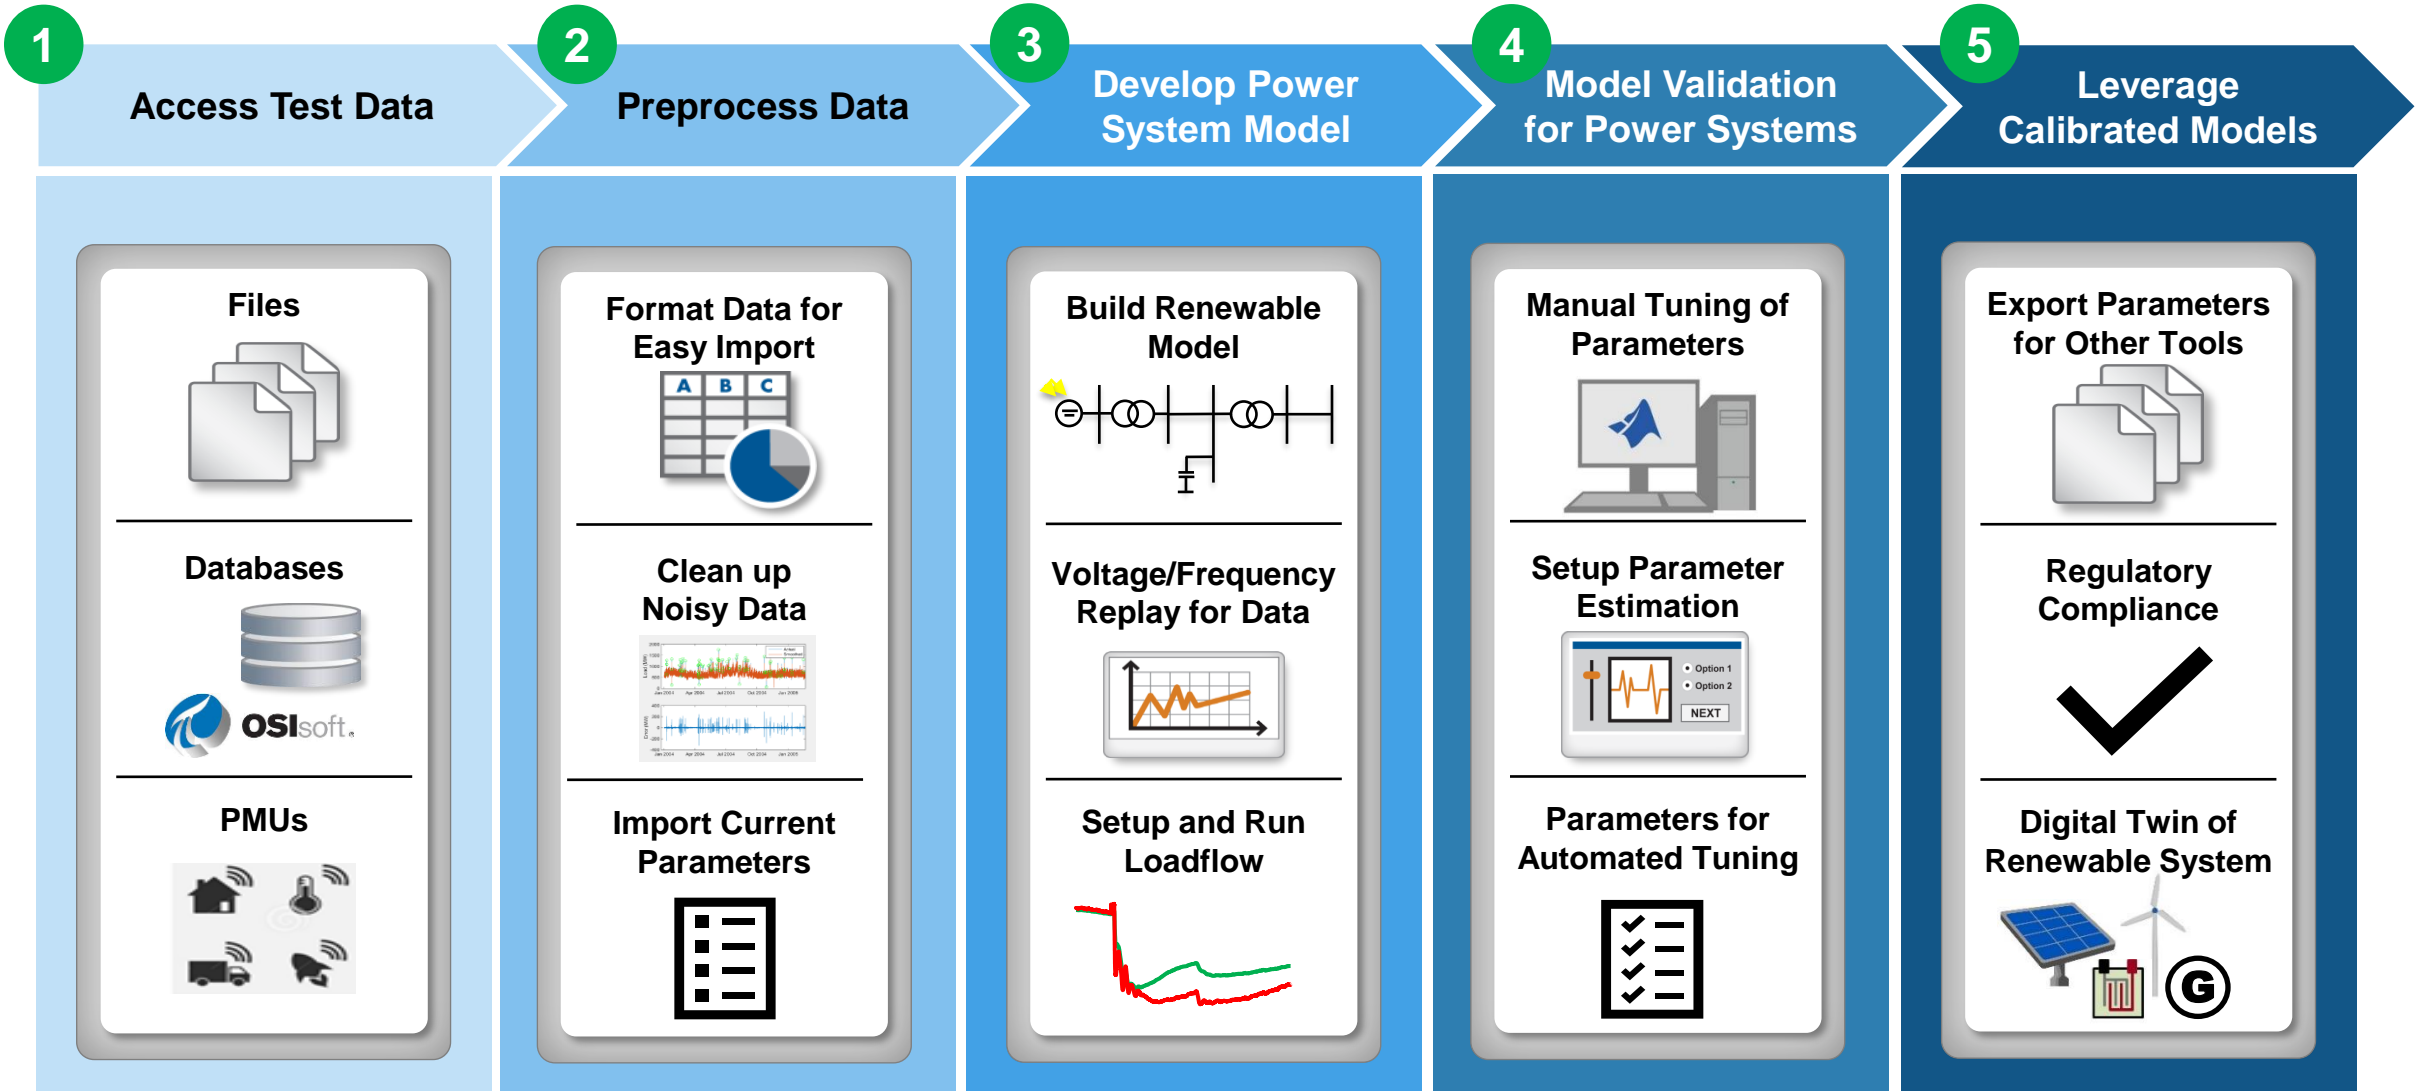 1
Access Test Data
2
Preprocess Data
3
Develop Power
System Model
4
Model Validation
for Power Systems
5
Leverage
Calibrated Models
Files
Databases
OSIsoft.
PMUs
Format Data for
Easy Import
A B C
Clean up
Noisy Data
Import Current
Parameters
Build Renewable
Model
Voltage/Frequency
Replay for Data
Setup and Run
Loadflow
Manual Tuning of
Parameters
Setup Parameter
Estimation
Option 1
Option 2
NEXT
Parameters for
Automated Tuning
Export Parameters
for Other Tools
Regulatory
Compliance
Digital Twin of
Renewable System
G